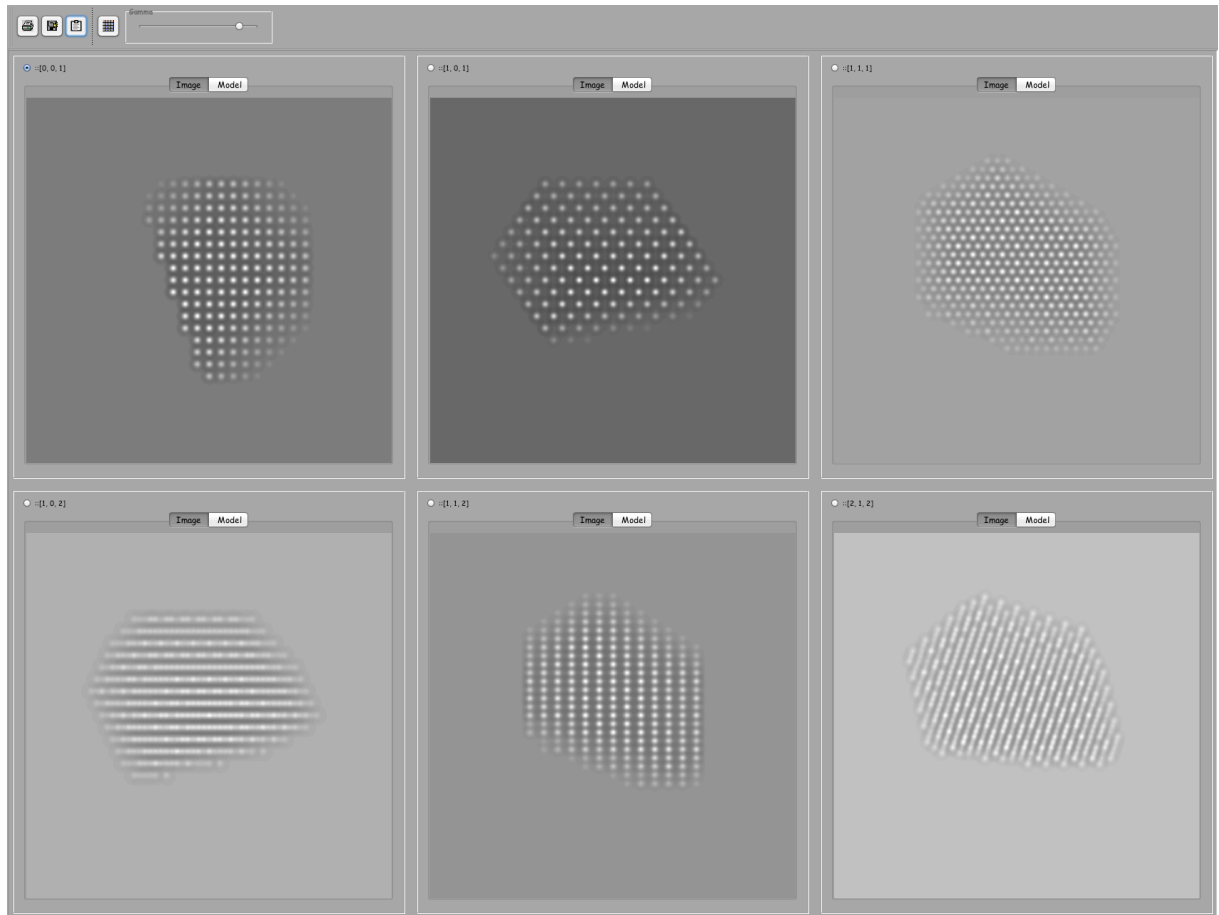 Gamma
::[0, 0, 1]
Image Model
::[1, 0, 1]
Image Model
::[1, 1, 1]
Image Model
::[1, 0, 2]
Image Model
::[1, 1, 2]
Image Model
::[2, 1, 2]
Image Model